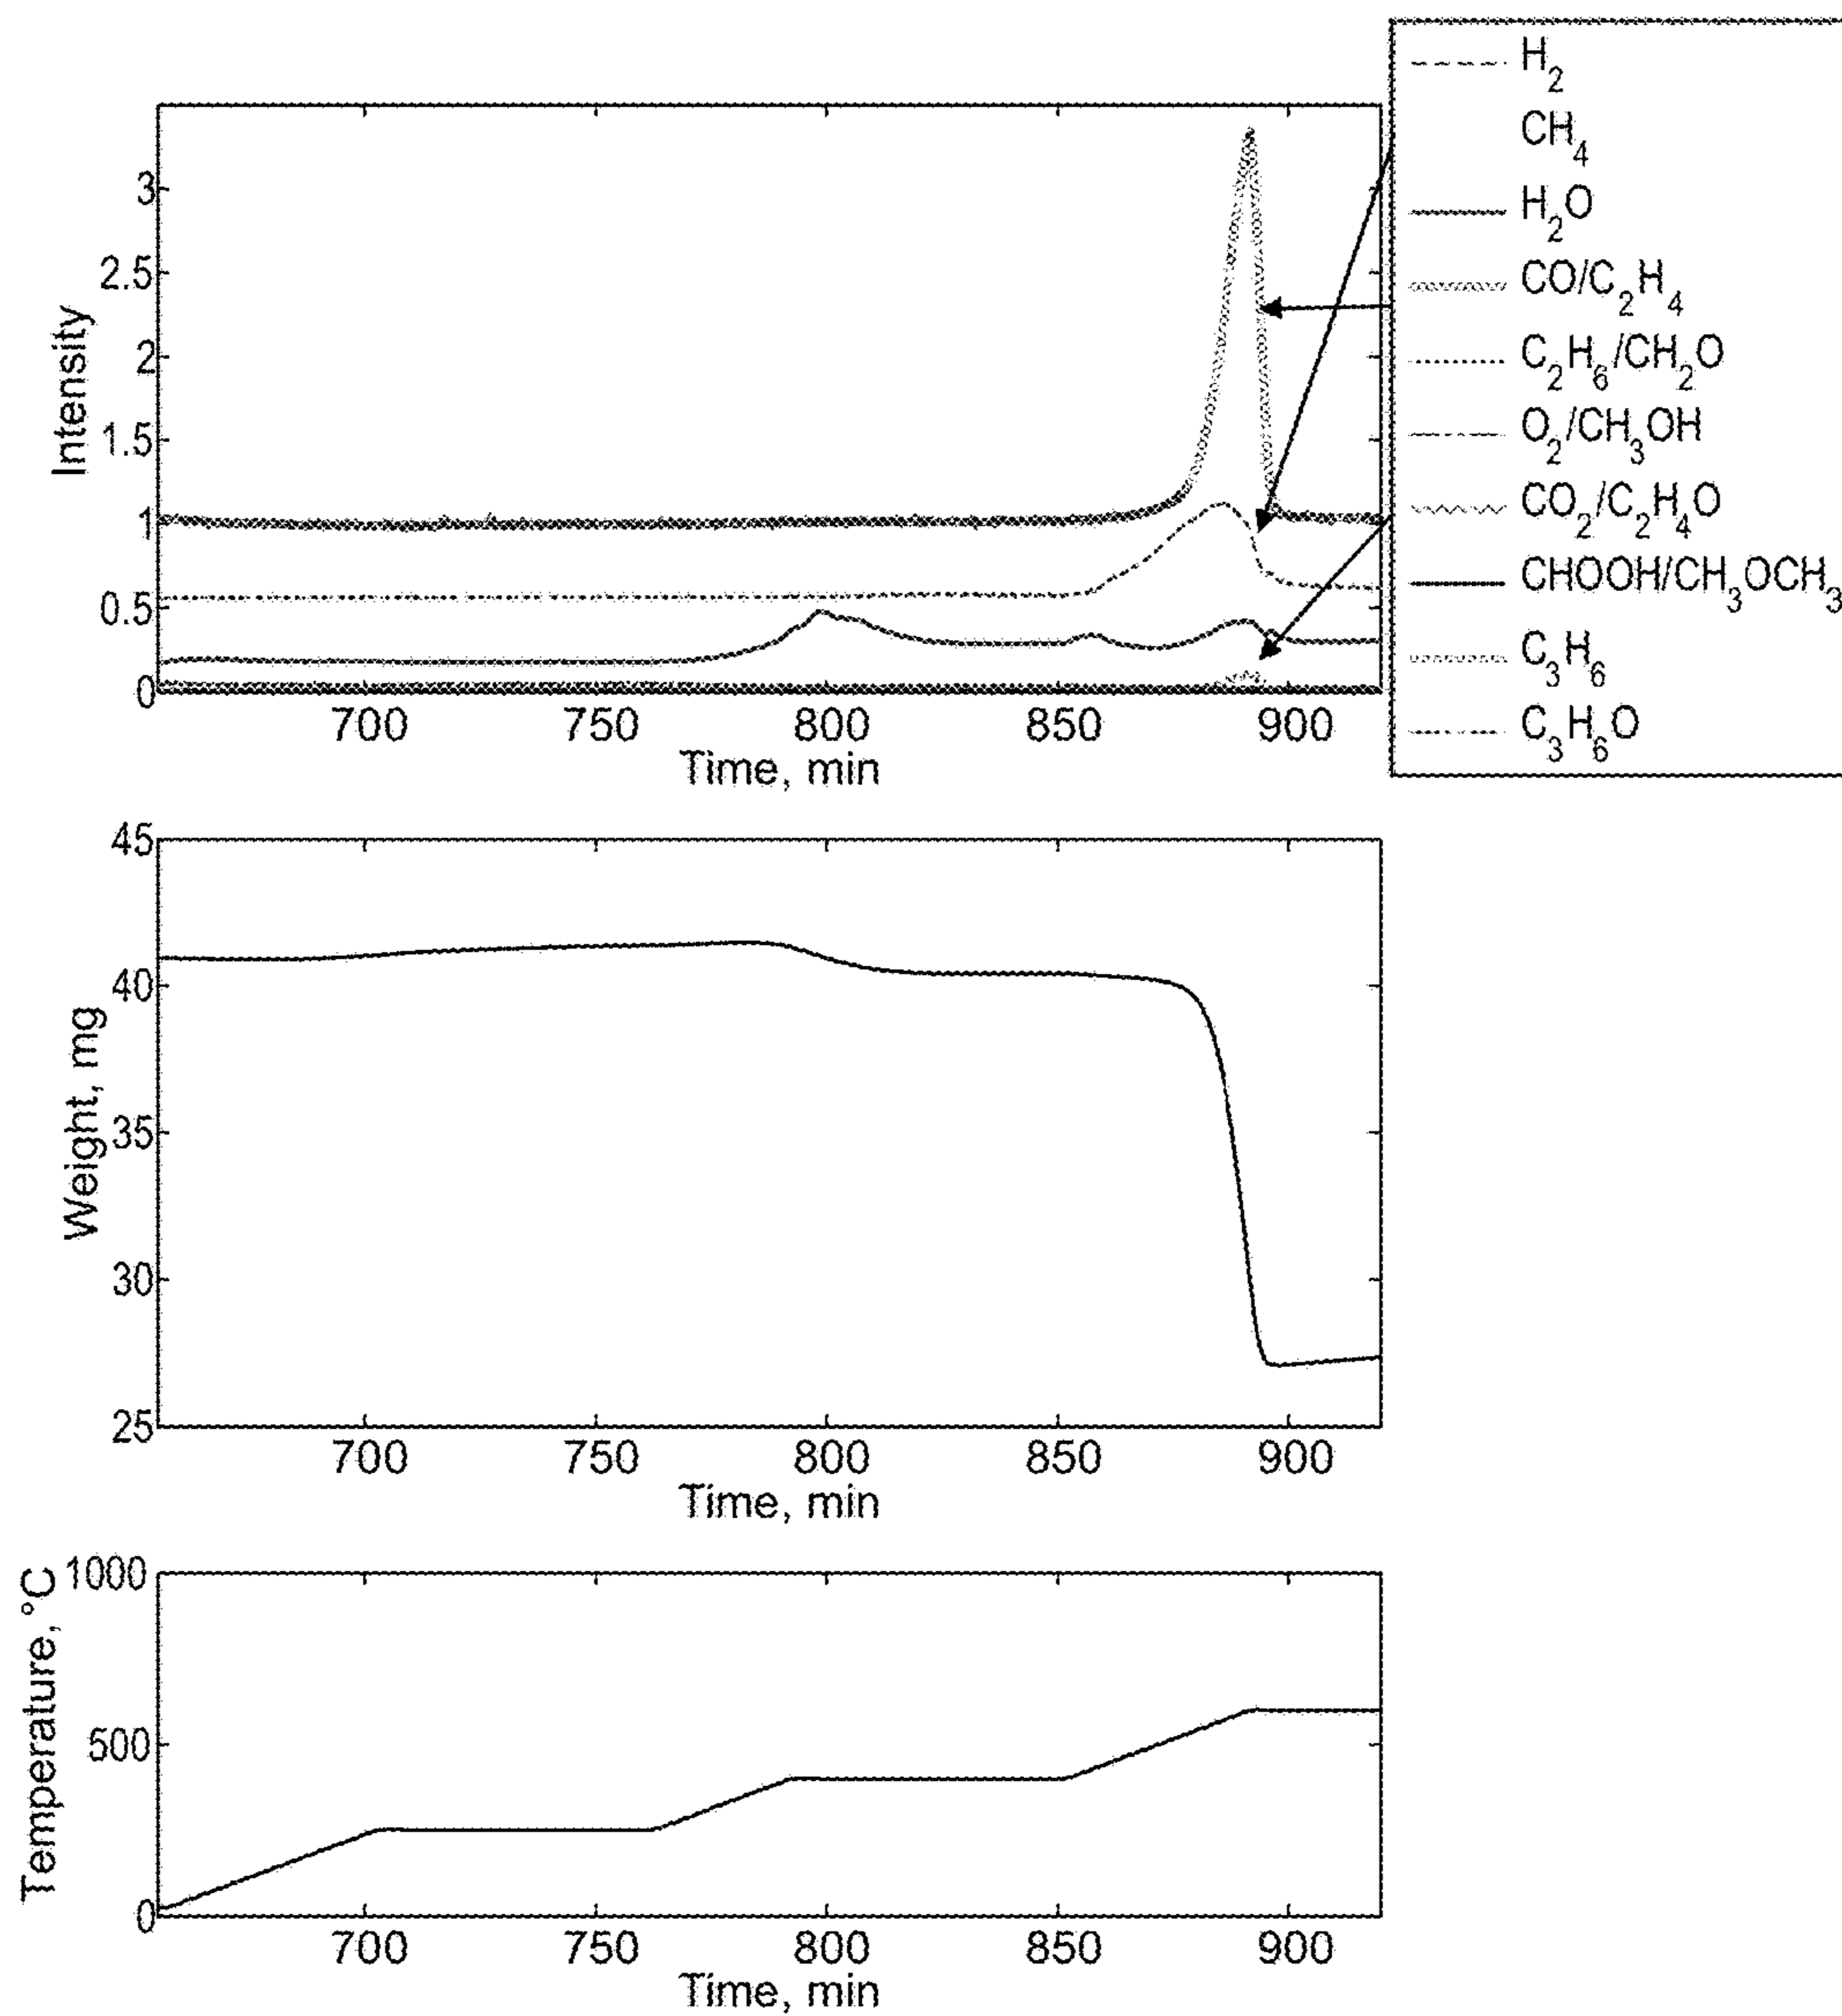 H2
CH4
H2O
CO/C2H4
C2H6/CH2O
O2/CH3OH
CO2/C2H4O
CHOOH/CH3OCH3
C3H6
C3H6O
Intensity
3
2.5
2
1.5
1
0.5
0
700 750 800 850 900
Time, min
Weight, mg
45
40
35
30
25
700 750 800 850 900
Time, min
Temperature, °C
1000
500
0
700 750 800 850 900
Time, min